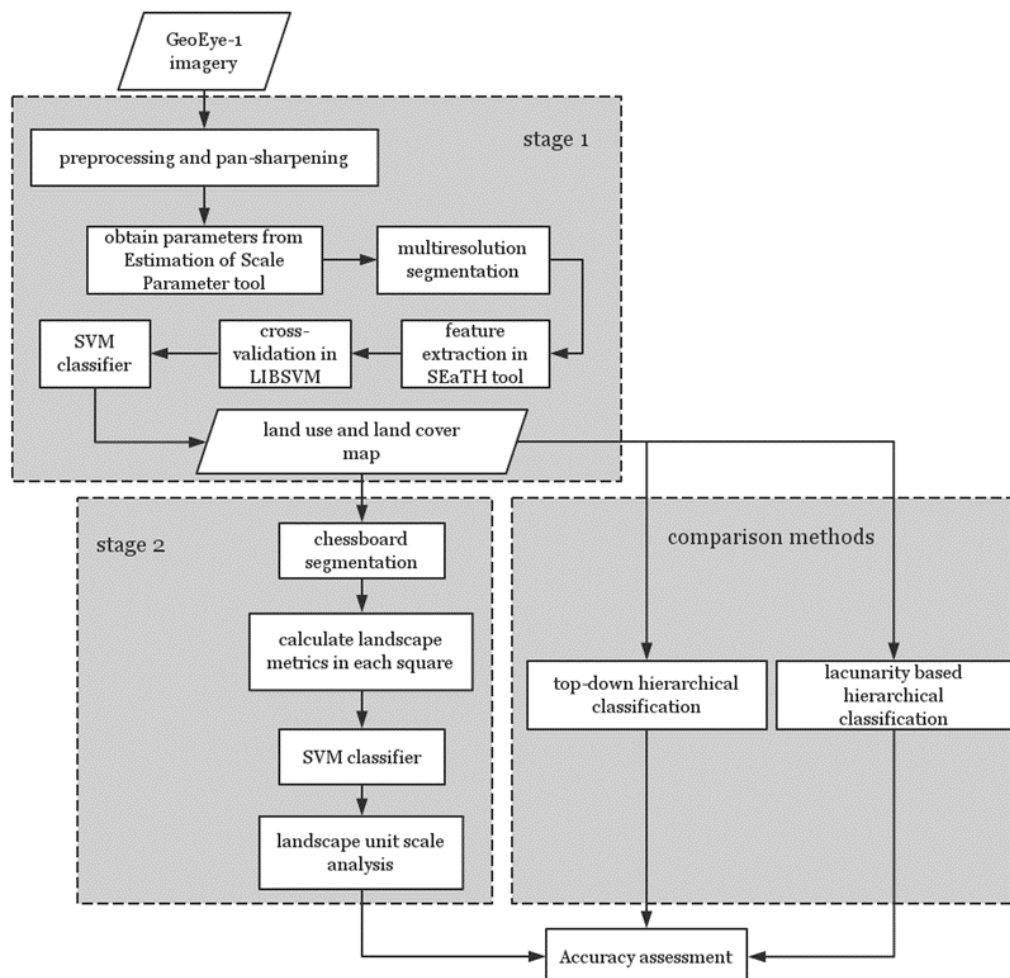 GeoEye-1
imagery
stage 1
preprocessing and pan-sharpening
obtain parameters from
Estimation of Scale
Parameter tool
multiresolution
segmentation
SVM
classifier
cross-
validation in
LIBSVM
feature
extraction in
SEaTH tool
land use and land cover
map
stage 2
chessboard
segmentation
calculate landscape
metrics in each square
SVM classifier
landscape unit scale
analysis
comparison methods
top-down hierarchical
classification
lacunarity based
hierarchical
classification
Accuracy assessment